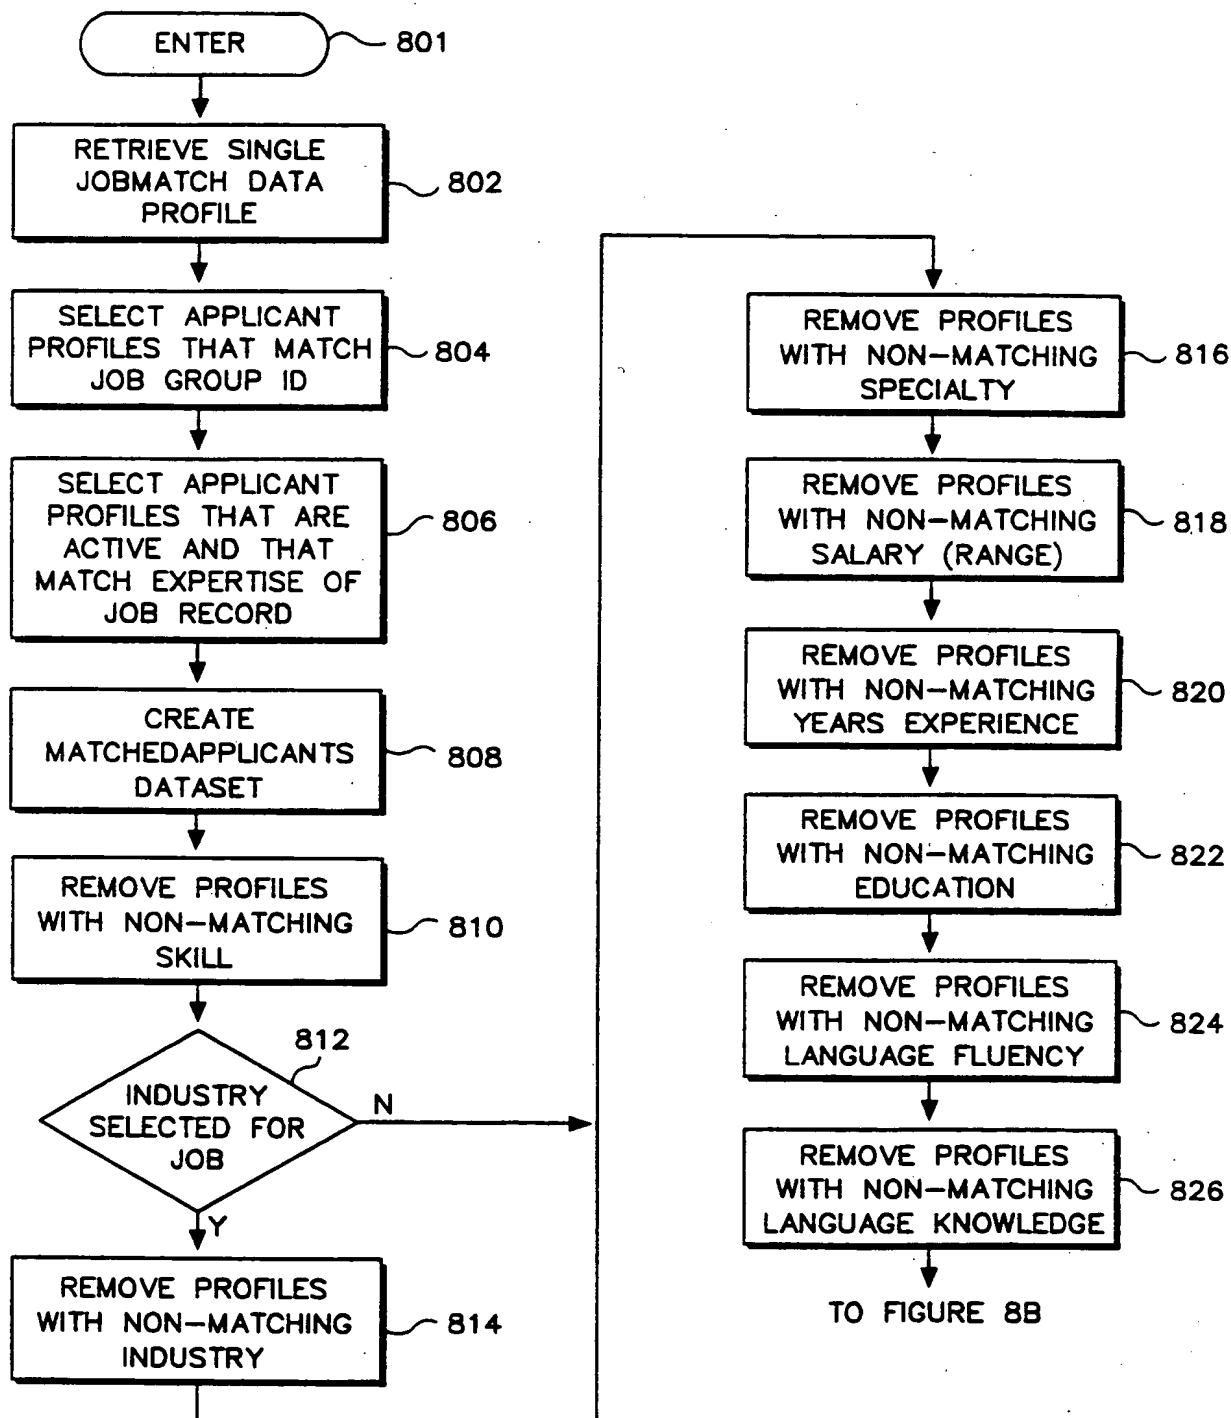 ENTER
801
RETRIEVE SINGLE
JOBMATCH DATA
PROFILE
802
SELECT APPLICANT
PROFILES THAT MATCH
JOB GROUP ID
804
SELECT APPLICANT
PROFILES THAT ARE
ACTIVE AND THAT
MATCH EXPERTISE OF
JOB RECORD
806
CREATE
MATCHEDAPPLICANTS
DATASET
808
REMOVE PROFILES
WITH NON-MATCHING
SKILL
810
812
INDUSTRY
SELECTED FOR
JOB
N
Y
REMOVE PROFILES
WITH NON-MATCHING
INDUSTRY
814
REMOVE PROFILES
WITH NON-MATCHING
SPECIALTY
816
REMOVE PROFILES
WITH NON-MATCHING
SALARY (RANGE)
818
REMOVE PROFILES
WITH NON-MATCHING
YEARS EXPERIENCE
820
REMOVE PROFILES
WITH NON-MATCHING
EDUCATION
822
REMOVE PROFILES
WITH NON-MATCHING
LANGUAGE FLUENCY
824
REMOVE PROFILES
WITH NON-MATCHING
LANGUAGE KNOWLEDGE
826
TO FIGURE 8B